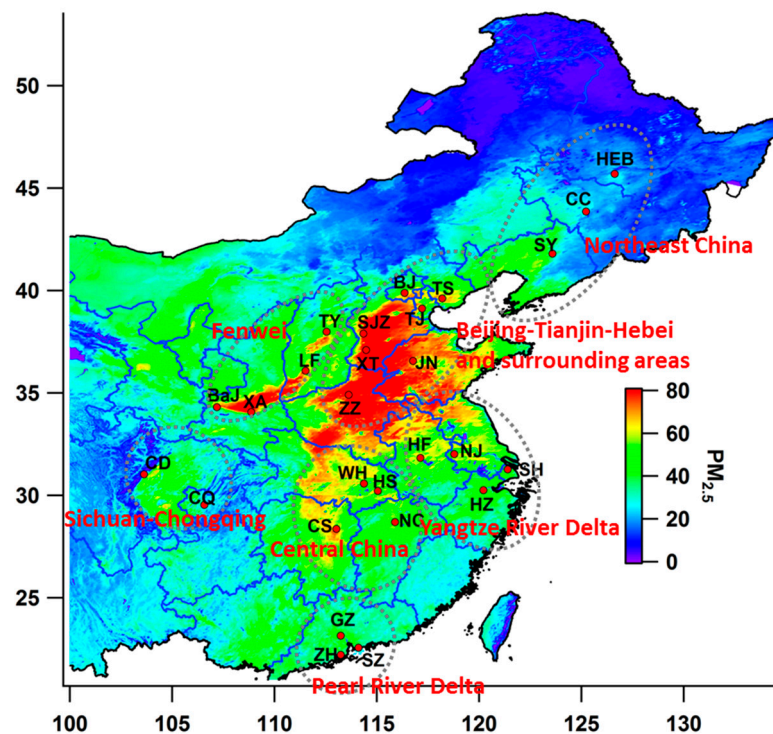 50
HEB
45
CC
SY
Northeast China
40
BJ
TS
TJ
Fenwei
TY
SJZ
Beijing-Tianjin-Hebei
and surrounding areas
LF
XT
JN
35
BaJ
XA
ZZ
80
60
40
20
0
PM2.5
HF
NJ
SH
30
CD
WH
HS
HZ
CQ
Sichuan-Chongqing
CS
NC
Yangtze River Delta
Central China
25
GZ
ZH
SZ
Pearl River Delta
100
105
110
115
120
125
130